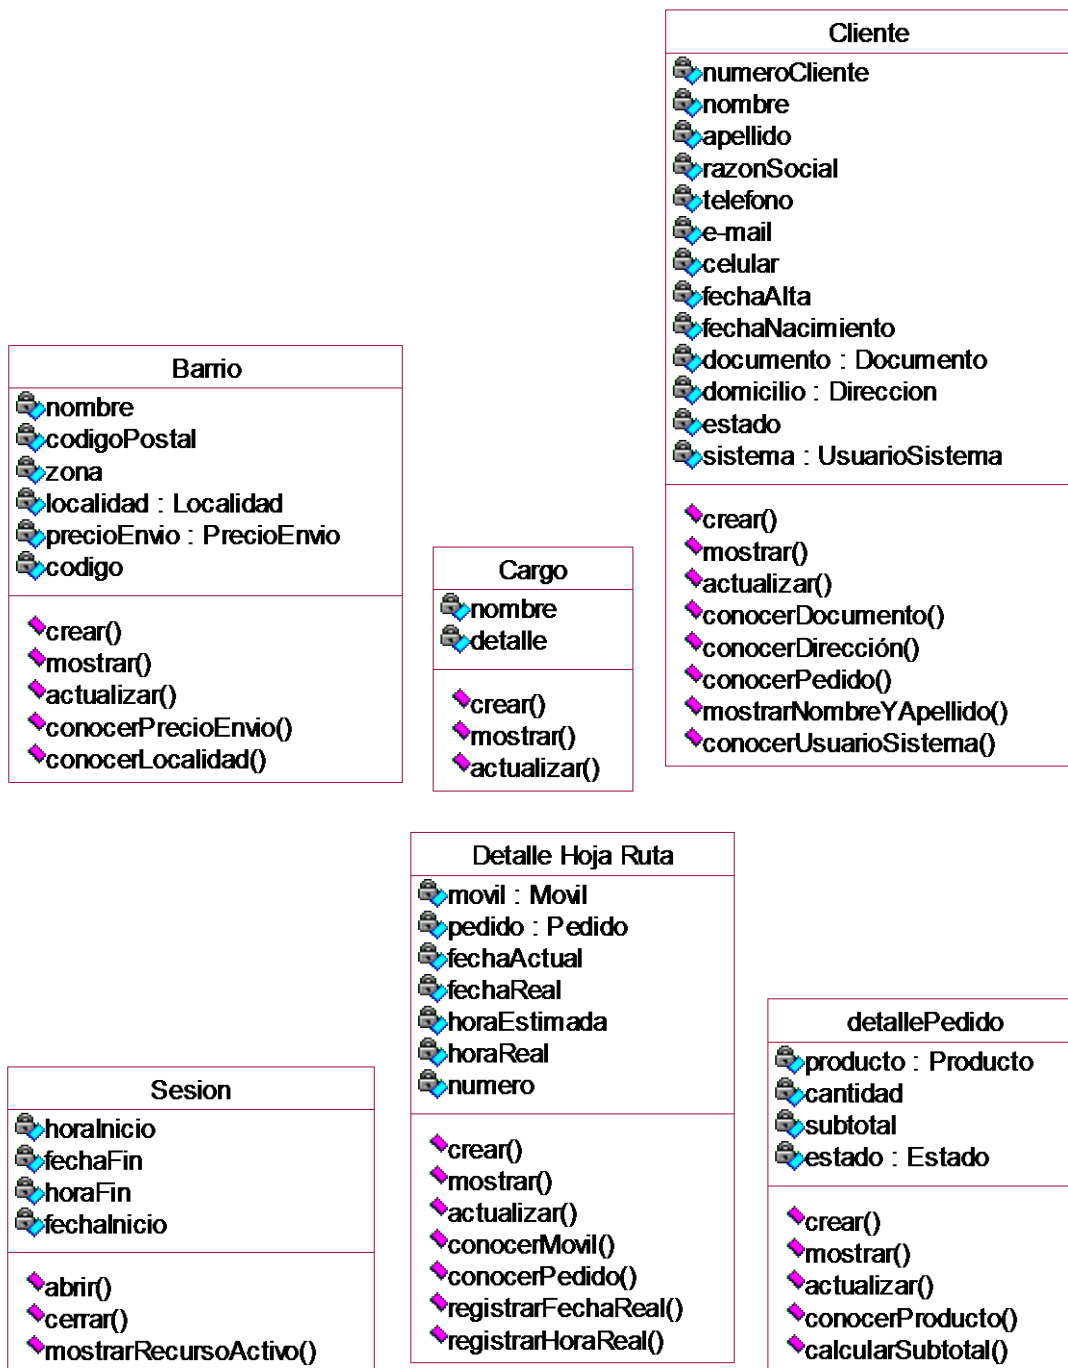 Cliente
numeroCliente
nombre
apellido
razonSocial
telefono
e-mail
celular
fechaAlta
fechaNacimiento
documento : Documento
domicilio : Direccion
estado
sistema : UsuarioSistema
crear()
mostrar()
actualizar()
conocerDocumento()
conocerDirección()
conocerPedido()
mostrarNombreYApellido()
conocerUsuarioSistema()
Barrio
nombre
codigoPostal
zona
localidad : Localidad
precioEnvio : PrecioEnvio
codigo
crear()
mostrar()
actualizar()
conocerPrecioEnvio()
conocerLocalidad()
Cargo
nombre
detalle
crear()
mostrar()
actualizar()
Detalle Hoja Ruta
movil : Movil
pedido : Pedido
fechaActual
fechaReal
horaEstimada
horaReal
numero
crear()
mostrar()
actualizar()
conocerMovil()
conocerPedido()
registrarFechaReal()
registrarHoraReal()
detallePedido
producto : Producto
cantidad
subtotal
estado : Estado
crear()
mostrar()
actualizar()
conocerProducto()
calcularSubtotal()
Sesion
horaInicio
fechaFin
horaFin
fechaInicio
abrir()
cerrar()
mostrarRecursoActivo()